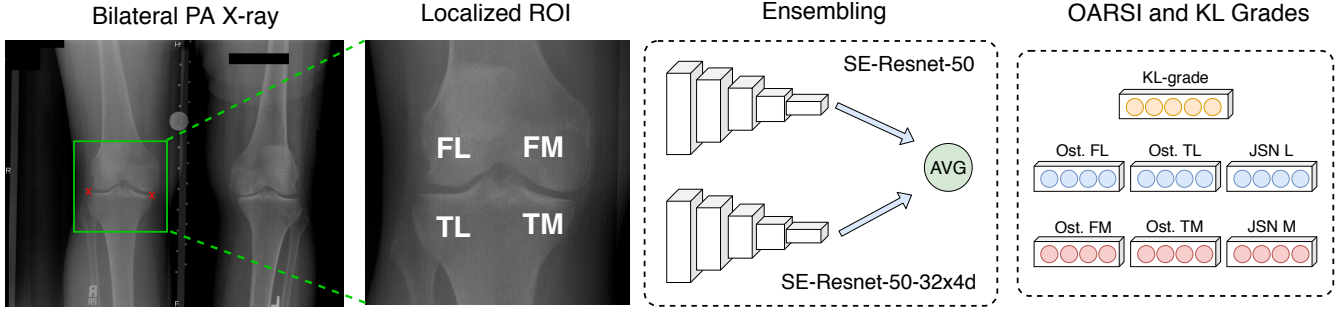 Bilateral PA X-ray
Localized ROI
Ensembling
OARSI and KL Grades
H
R
F
R
L
FL
FM
TL
TM
SE-Resnet-50
AVG
SE-Resnet-50-32x4d
KL-grade
Ost. FL
Ost. TL
JSN L
Ost. FM
Ost. TM
JSN M